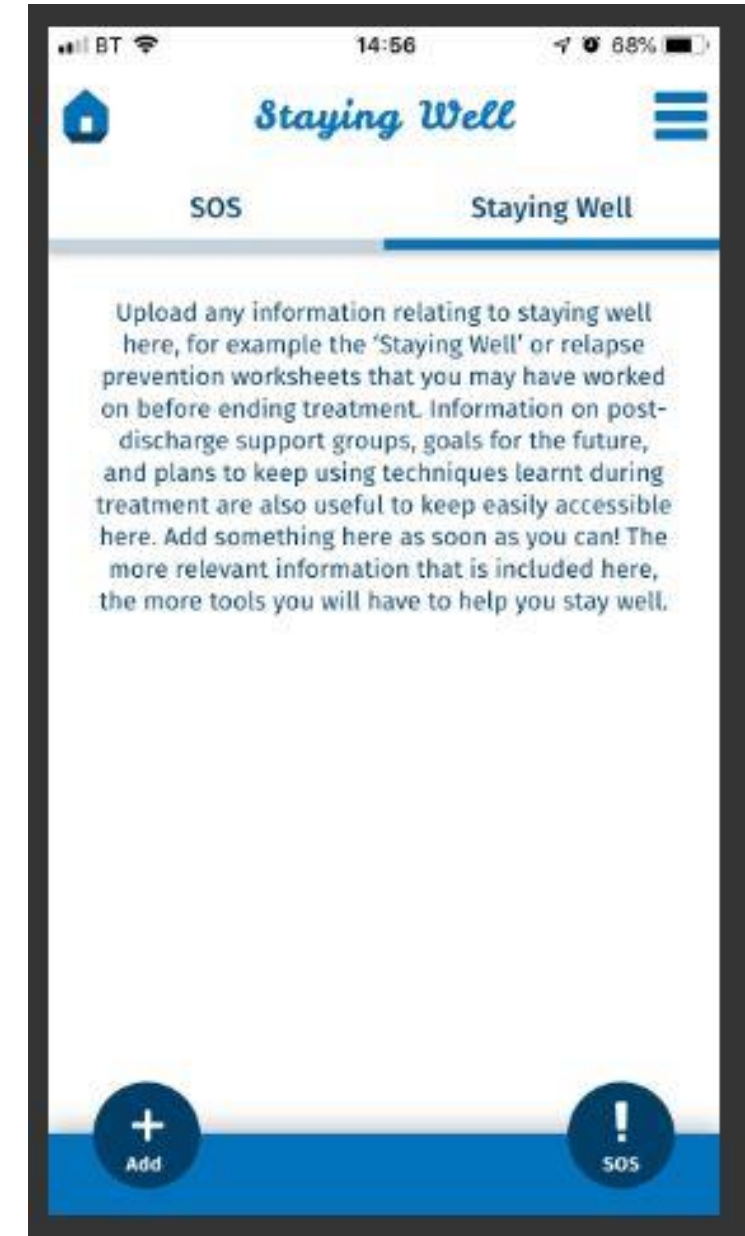 BT 14:56 68%
Staying Well
SOS Staying Well
Upload any information relating to staying well
here, for example the ‘Staying Well’ or relapse
prevention worksheets that you may have worked
on before ending treatment. Information on post-
discharge support groups, goals for the future,
and plans to keep using techniques learnt during
treatment are also useful to keep easily accessible
here. Add something here as soon as you can! The
more relevant information that is included here,
the more tools you will have to help you stay well.
+ !
Add SOS